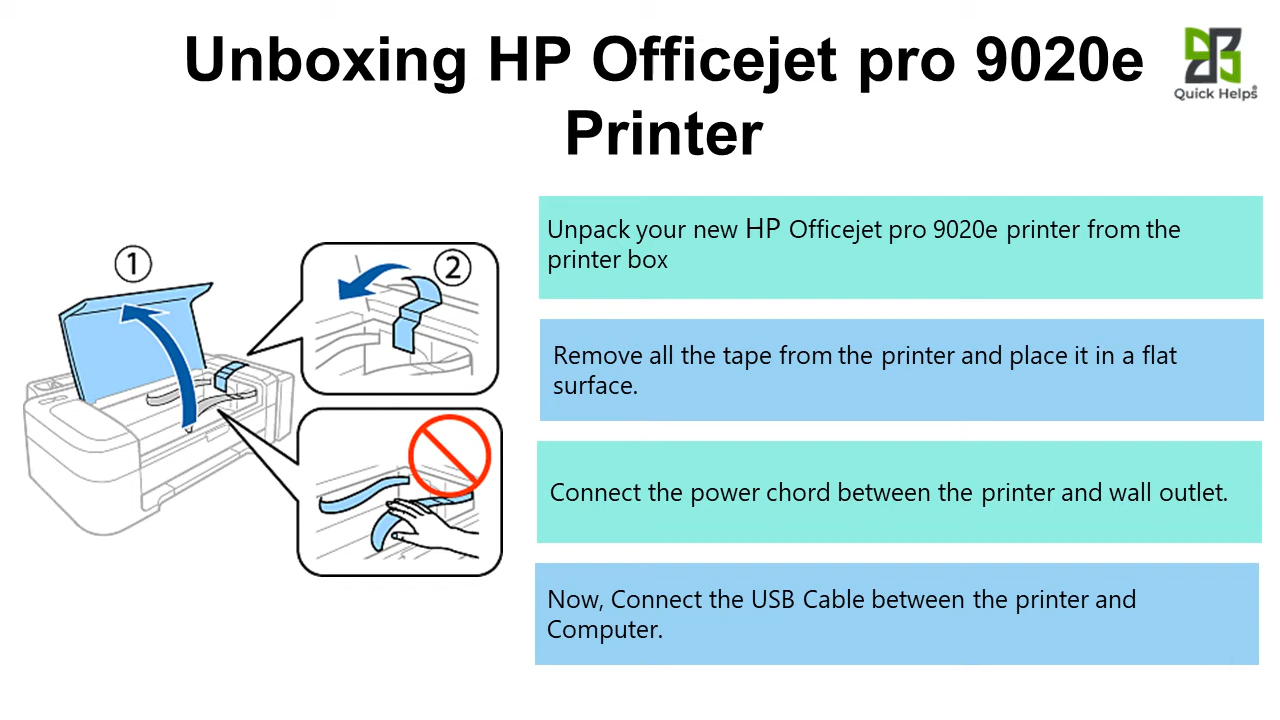 Unboxing HP Officejet pro 9020e
Printer
Quick Helps®
1
2
Unpack your new HP Officejet pro 9020e printer from the
printer box
Remove all the tape from the printer and place it in a flat
surface.
Connect the power chord between the printer and wall outlet.
Now, Connect the USB Cable between the printer and
Computer.